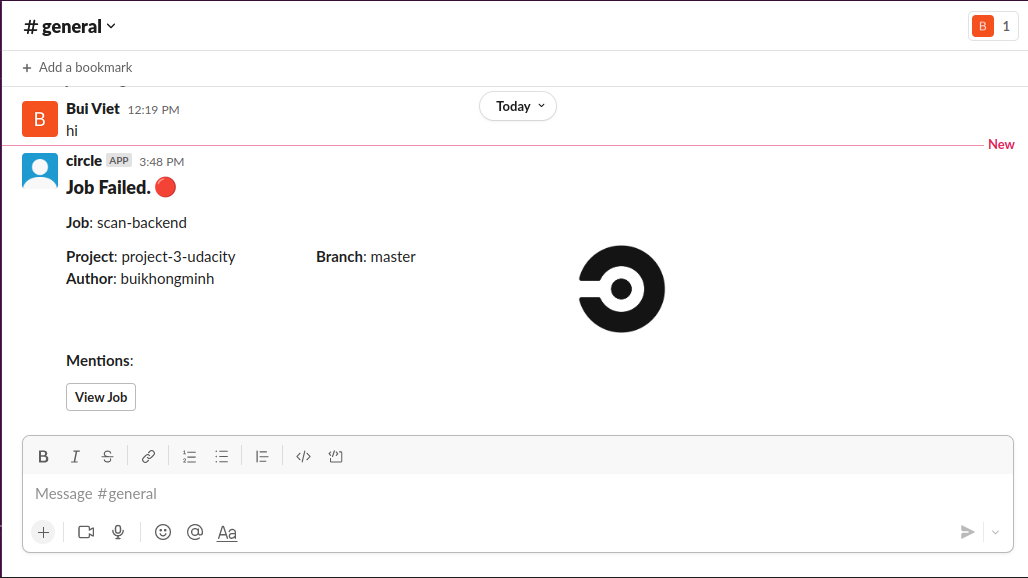 # general
B 1
+ Add a bookmark
Today
B
Bui Viet 12:19 PM
hi
New
circle APP 3:48 PM
Job Failed. 🔴
Job: scan-backend
Project: project-3-udacity Branch: master
Author: buikhongminh
Mentions:
View Job
B I S
Message #general
@ Aa